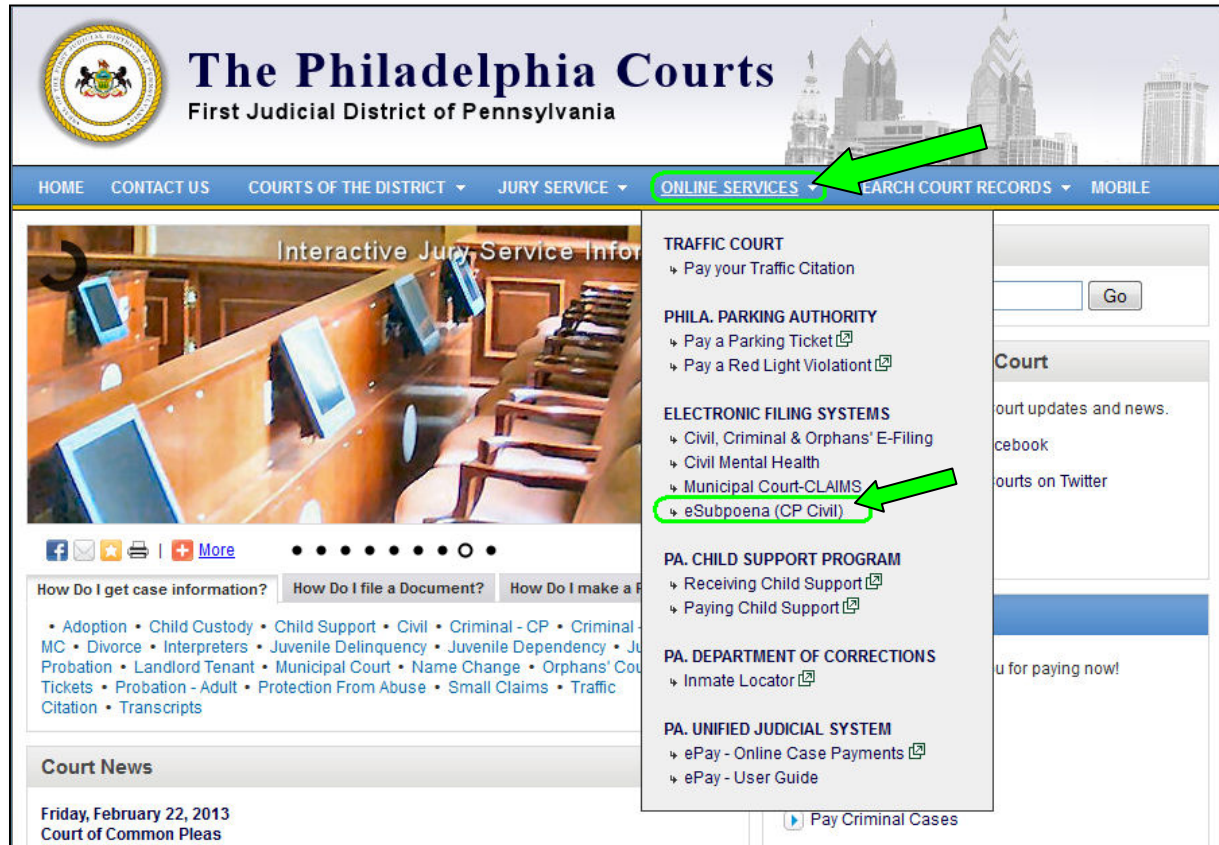 The Philadelphia Courts
First Judicial District of Pennsylvania
HOME CONTACT US COURTS OF THE DISTRICT JURY SERVICE ONLINE SERVICES EARCH COURT RECORDS MOBILE
Interactive Jury Service Infor
TRAFFIC COURT
Pay your Traffic Citation
PHILA. PARKING AUTHORITY
Pay a Parking Ticket
Pay a Red Light Violationt
ELECTRONIC FILING SYSTEMS
Civil, Criminal & Orphans' E-Filing
Civil Mental Health
Municipal Court-CLAIMS
eSubpoena (CP Civil)
PA. CHILD SUPPORT PROGRAM
Receiving Child Support
Paying Child Support
PA. DEPARTMENT OF CORRECTIONS
Inmate Locator
PA. UNIFIED JUDICIAL SYSTEM
ePay - Online Case Payments
ePay - User Guide
Go
Court
ourt updates and news.
cebook
ourts on Twitter
u for paying now!
Pay Criminal Cases
| More
How Do I get case information? How Do I file a Document? How Do I make a P
• Adoption • Child Custody • Child Support • Civil • Criminal - CP • Criminal -
MC • Divorce • Interpreters • Juvenile Delinquency • Juvenile Dependency • Ju
Probation • Landlord Tenant • Municipal Court • Name Change • Orphans' Cou
Tickets • Probation - Adult • Protection From Abuse • Small Claims • Traffic
Citation • Transcripts
Court News
Friday, February 22, 2013
Court of Common Pleas